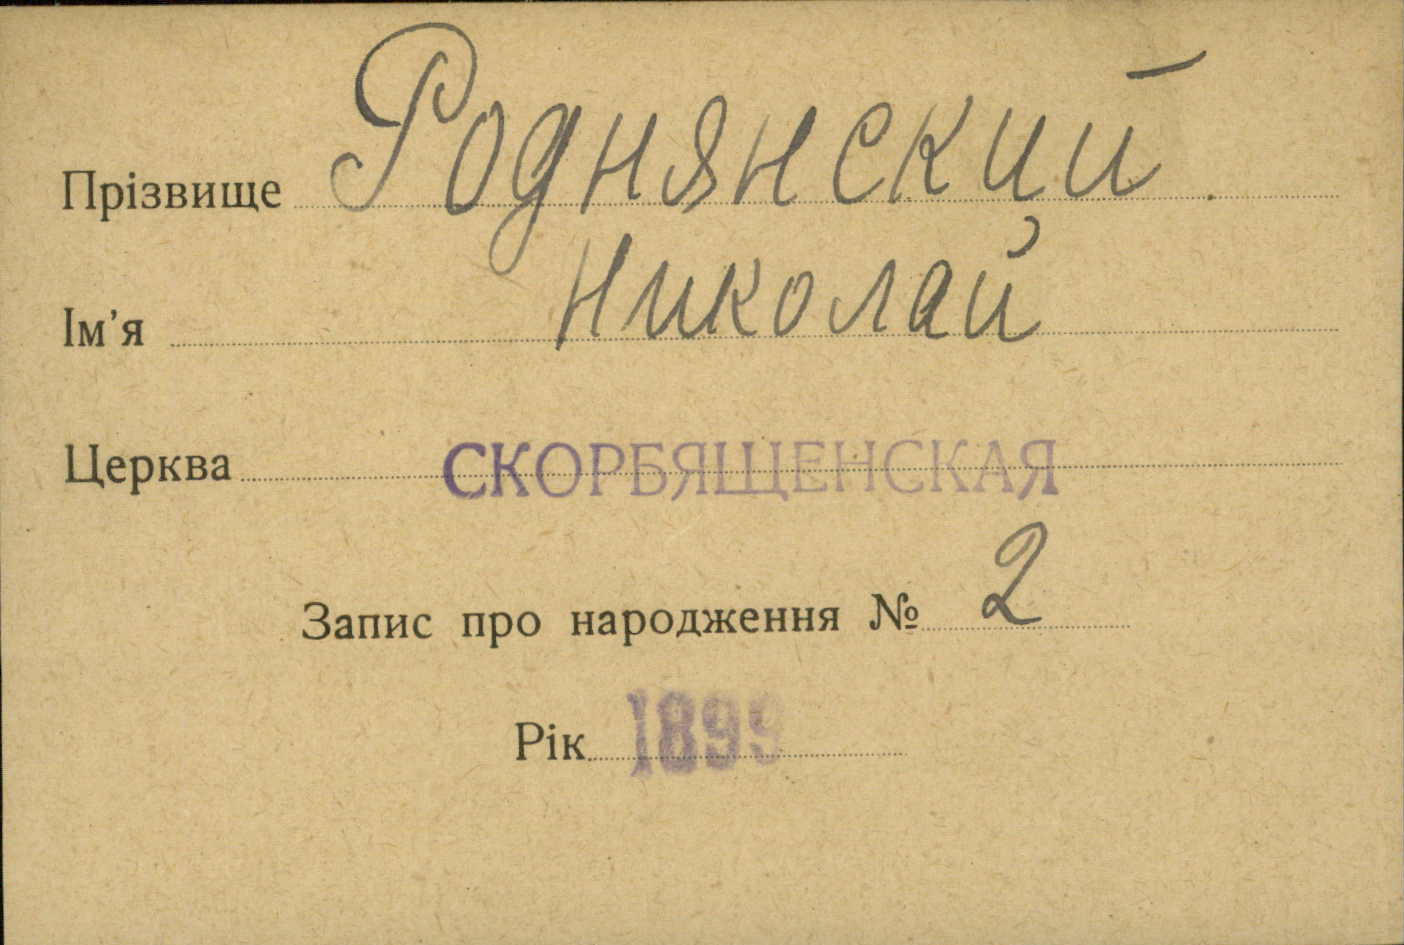 Прізвище Роднянский
Ім'я Николай
Церква СКОРБЯЩЕНСКАЯ
Запис про народження № 2
Рік 1899